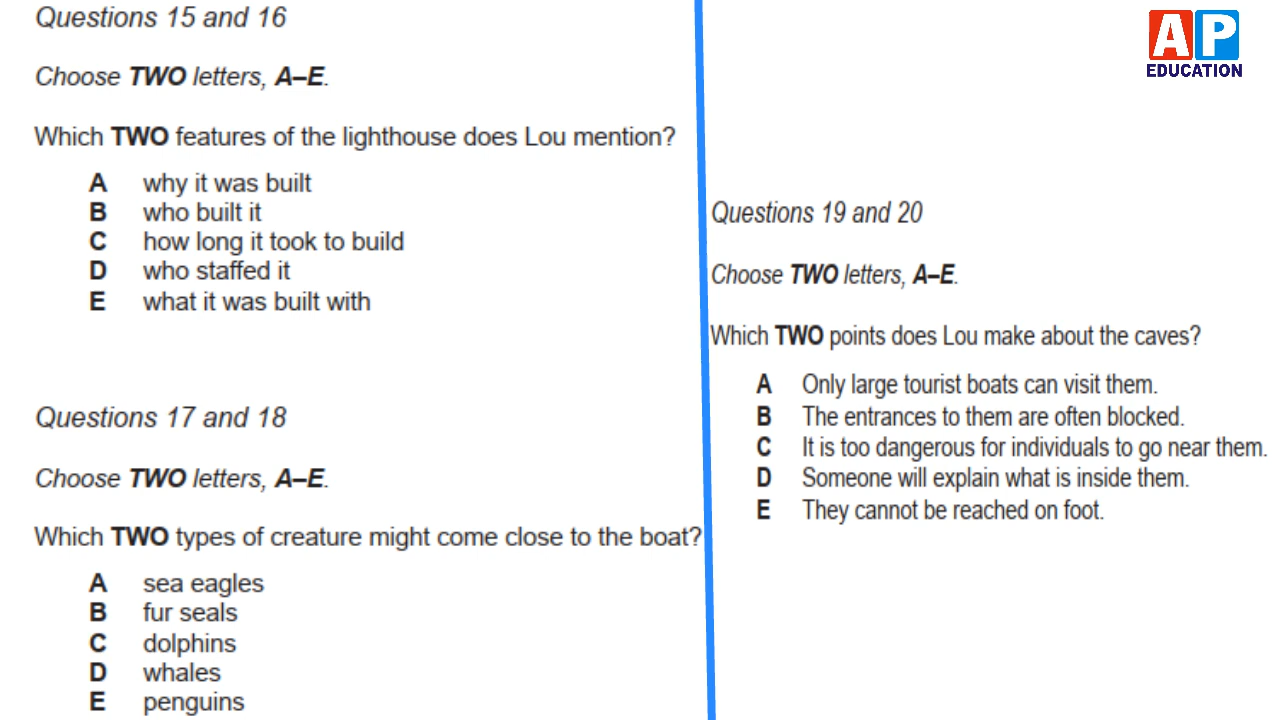 Questions 15 and 16
Choose TWO letters, A–E.
Which TWO features of the lighthouse does Lou mention?
A why it was built
B who built it
C how long it took to build
D who staffed it
E what it was built with
Questions 17 and 18
Choose TWO letters, A–E.
Which TWO types of creature might come close to the boat?
A sea eagles
B fur seals
C dolphins
D whales
E penguins
AP
EDUCATION
Questions 19 and 20
Choose TWO letters, A–E.
Which TWO points does Lou make about the caves?
A Only large tourist boats can visit them.
B The entrances to them are often blocked.
C It is too dangerous for individuals to go near them.
D Someone will explain what is inside them.
E They cannot be reached on foot.